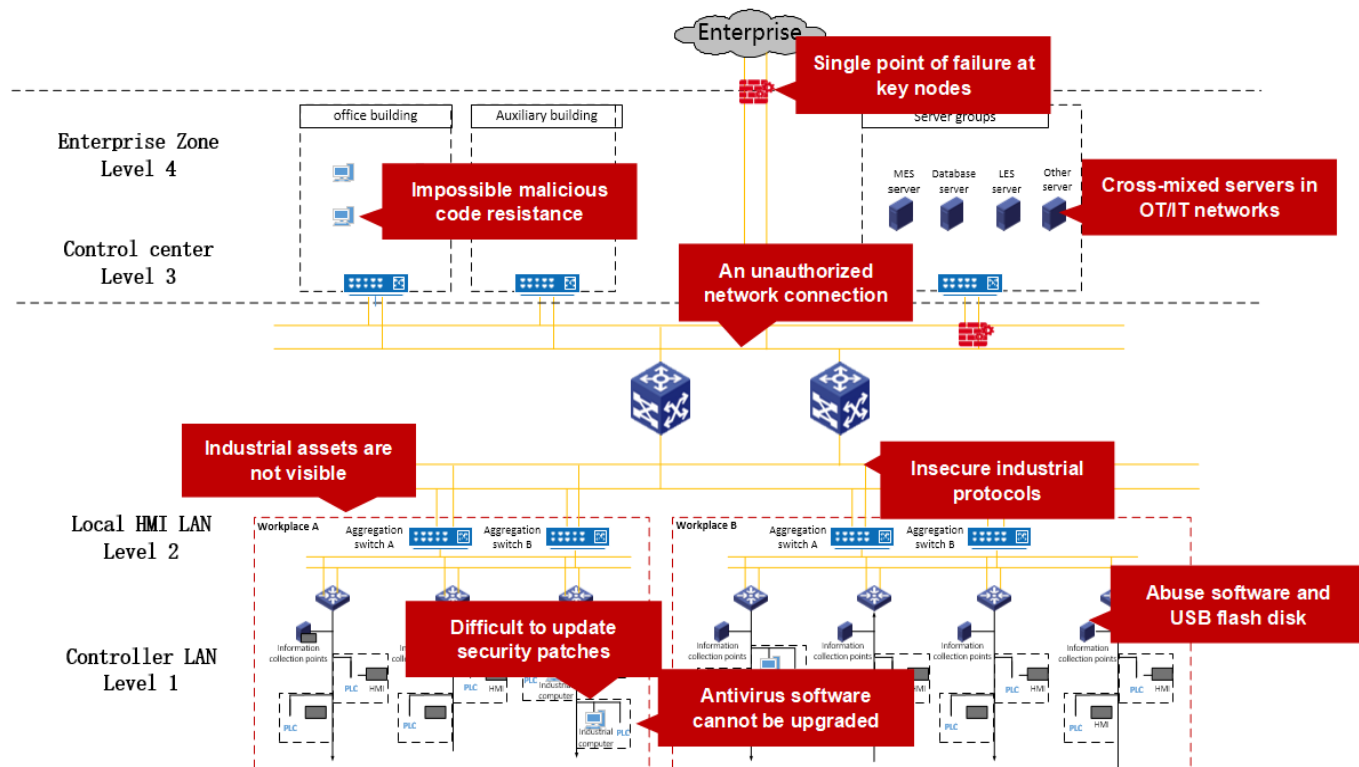 Enterprise
Single point of failure at
key nodes
office building
Auxiliary building
Server groups
Enterprise Zone
Level 4
MES
server
Database
server
LES
server
Other
server
Impossible malicious
code resistance
Cross-mixed servers in
OT/IT networks
Control center
Level 3
An unauthorized
network connection
Industrial assets are
not visible
Insecure industrial
protocols
Local HMI LAN
Level 2
Workplace A
Aggregation
switch A
Aggregation
switch B
Workplace B
Aggregation
switch A
Aggregation
switch B
Abuse software and
USB flash disk
Difficult to update
security patches
Controller LAN
Level 1
Information
collection points
Information
collection points
Information
collection points
Information
collection points
Information
collection points
PLC
HMI
HMI
PLC
Industrial
computer
PLC
HMI
PLC
HMI
PLC
HMI
Antivirus software
cannot be upgraded
PLC
PLC
Industrial
computer
PLC
PLC
PLC
PLC
HMI